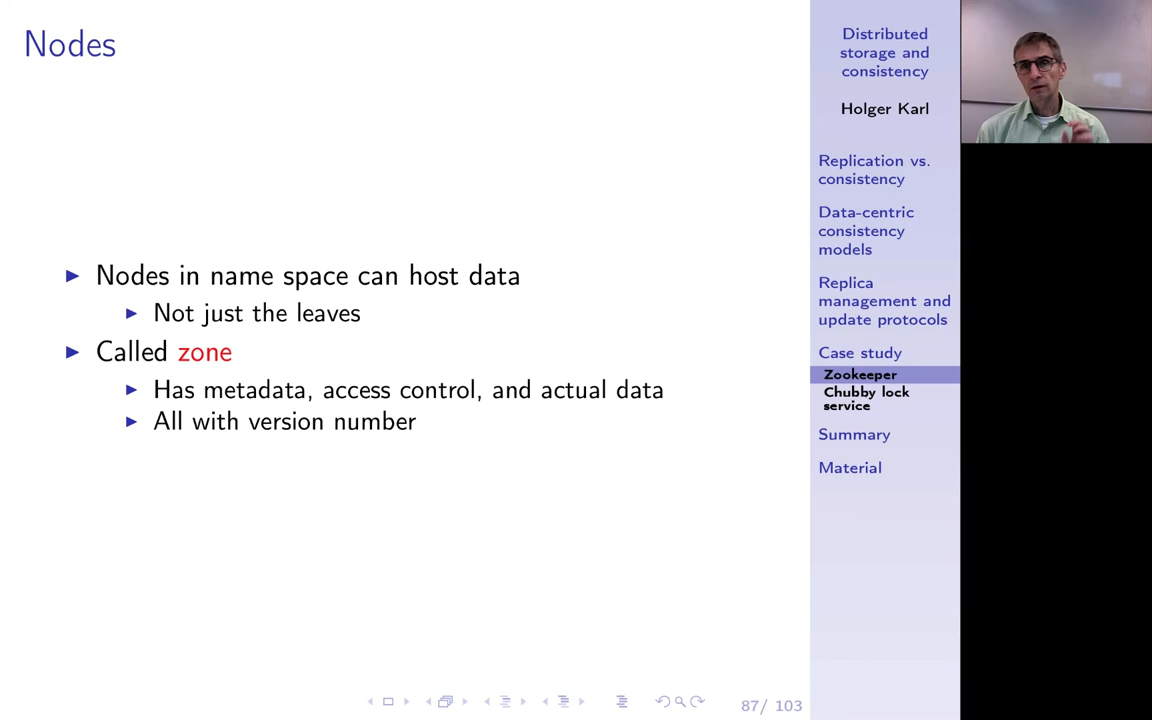 Nodes
Nodes in name space can host data
Not just the leaves
Called zone
Has metadata, access control, and actual data
All with version number
87/ 103
Distributed
storage and
consistency
Holger Karl
Replication vs.
consistency
Data-centric
consistency
models
Replica
management and
update protocols
Case study
Zookeeper
Chubby lock
service
Summary
Material